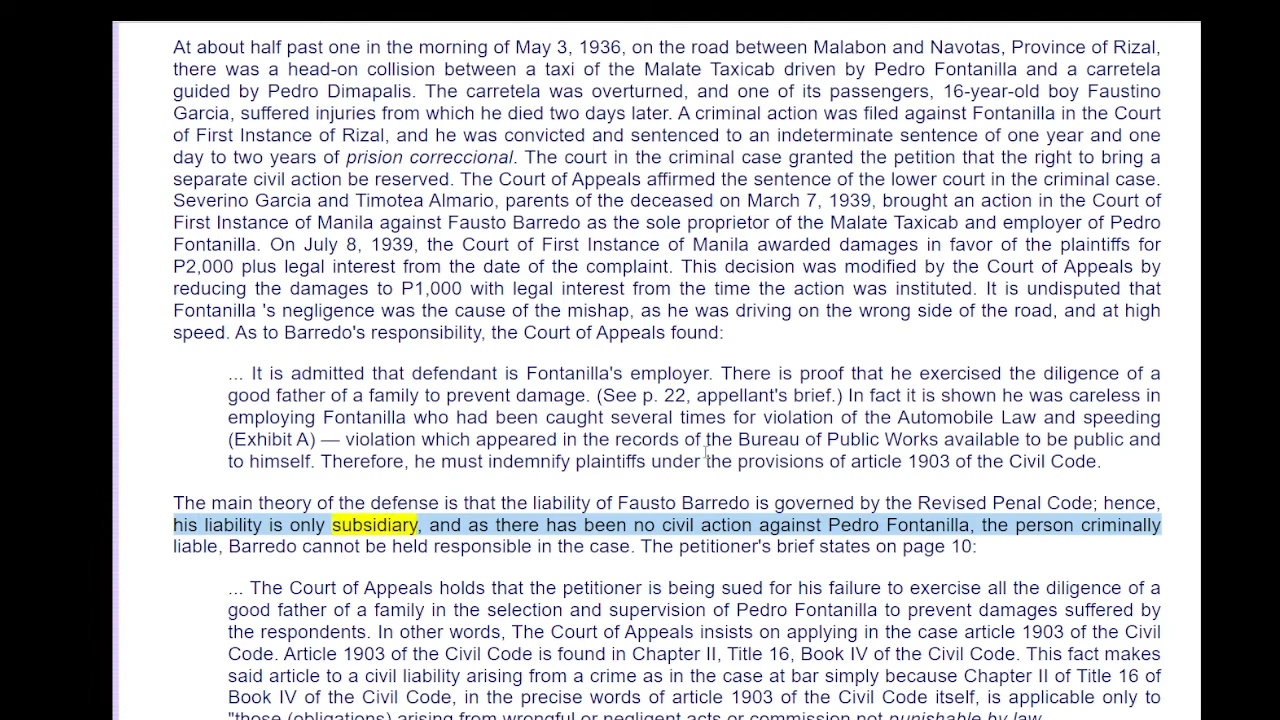 At about half past one in the morning of May 3, 1936, on the road between Malabon and Navotas, Province of Rizal,
there was a head-on collision between a taxi of the Malate Taxicab driven by Pedro Fontanilla and a carretela
guided by Pedro Dimapalis. The carretela was overturned, and one of its passengers, 16-year-old boy Faustino
Garcia, suffered injuries from which he died two days later. A criminal action was filed against Fontanilla in the Court
of First Instance of Rizal, and he was convicted and sentenced to an indeterminate sentence of one year and one
day to two years of prision correccional. The court in the criminal case granted the petition that the right to bring a
separate civil action be reserved. The Court of Appeals affirmed the sentence of the lower court in the criminal case.
Severino Garcia and Timotea Almario, parents of the deceased on March 7, 1939, brought an action in the Court of
First Instance of Manila against Fausto Barredo as the sole proprietor of the Malate Taxicab and employer of Pedro
Fontanilla. On July 8, 1939, the Court of First Instance of Manila awarded damages in favor of the plaintiffs for
P2,000 plus legal interest from the date of the complaint. This decision was modified by the Court of Appeals by
reducing the damages to P1,000 with legal interest from the time the action was instituted. It is undisputed that
Fontanilla 's negligence was the cause of the mishap, as he was driving on the wrong side of the road, and at high
speed. As to Barredo's responsibility, the Court of Appeals found:
... It is admitted that defendant is Fontanilla's employer. There is proof that he exercised the diligence of a
good father of a family to prevent damage. (See p. 22, appellant's brief.) In fact it is shown he was careless in
employing Fontanilla who had been caught several times for violation of the Automobile Law and speeding
(Exhibit A) — violation which appeared in the records of the Bureau of Public Works available to be public and
to himself. Therefore, he must indemnify plaintiffs under the provisions of article 1903 of the Civil Code.
The main theory of the defense is that the liability of Fausto Barredo is governed by the Revised Penal Code; hence,
his liability is only subsidiary, and as there has been no civil action against Pedro Fontanilla, the person criminally
liable, Barredo cannot be held responsible in the case. The petitioner's brief states on page 10:
... The Court of Appeals holds that the petitioner is being sued for his failure to exercise all the diligence of a
good father of a family in the selection and supervision of Pedro Fontanilla to prevent damages suffered by
the respondents. In other words, The Court of Appeals insists on applying in the case article 1903 of the Civil
Code. Article 1903 of the Civil Code is found in Chapter II, Title 16, Book IV of the Civil Code. This fact makes
said article to a civil liability arising from a crime as in the case at bar simply because Chapter II of Title 16 of
Book IV of the Civil Code, in the precise words of article 1903 of the Civil Code itself, is applicable only to
"those (obligations) arising from wrongful or negligent acts or commission not punishable by law.